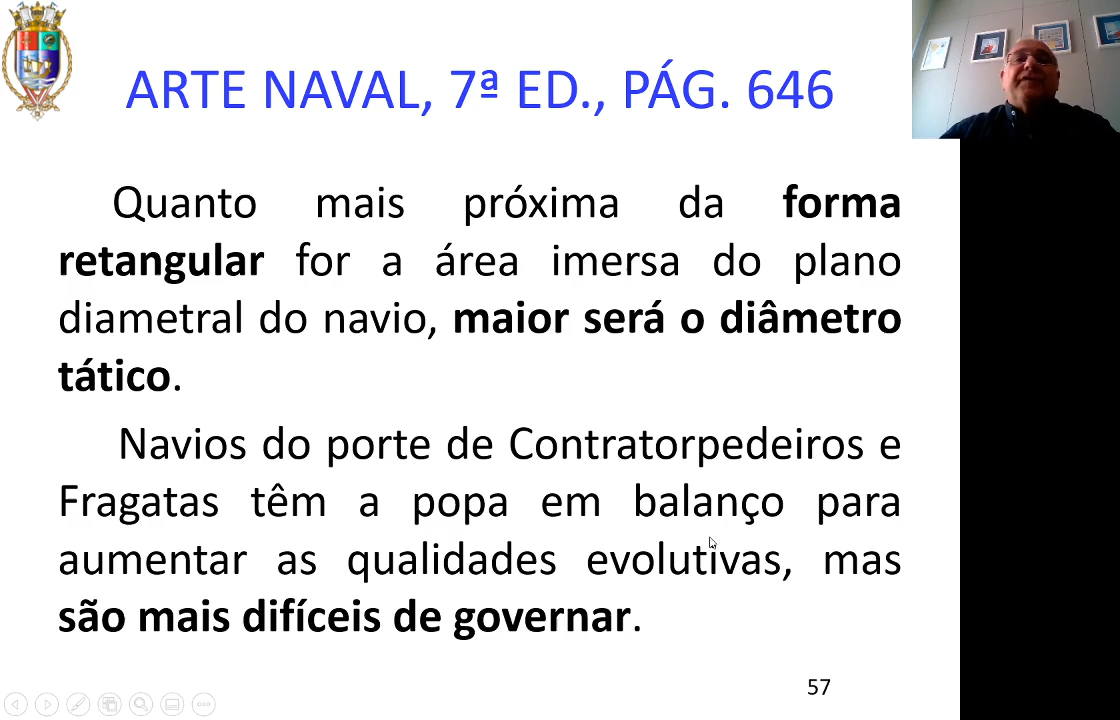 ARTE NAVAL, 7ª ED., PÁG. 646
Quanto mais próxima da forma
retangular for a área imersa do plano
diametral do navio, maior será o diâmetro
tático.
Navios do porte de Contratorpedeiros e
Fragatas têm a popa em balanço para
aumentar as qualidades evolutivas, mas
são mais difíceis de governar.
57